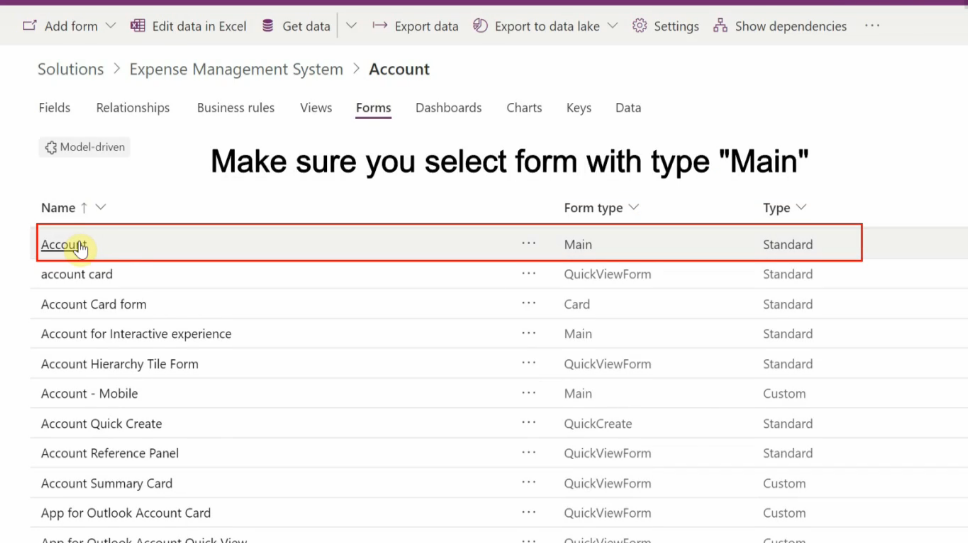 Add form Edit data in Excel Get data Export data Export to data lake Settings Show dependencies ...
Solutions > Expense Management System > Account
Fields Relationships Business rules Views Forms Dashboards Charts Keys Data
Model-driven
Make sure you select form with type "Main"
Name ↑ Form type Type
Account ... Main Standard
account card ... QuickViewForm Standard
Account Card form ... Card Standard
Account for Interactive experience ... Main Standard
Account Hierarchy Tile Form ... QuickViewForm Standard
Account - Mobile ... Main Custom
Account Quick Create ... QuickCreate Standard
Account Reference Panel ... QuickViewForm Standard
Account Summary Card ... QuickViewForm Custom
App for Outlook Account Card ... QuickViewForm Custom
App for Outlook Account Quick View ... QuickViewForm Custom